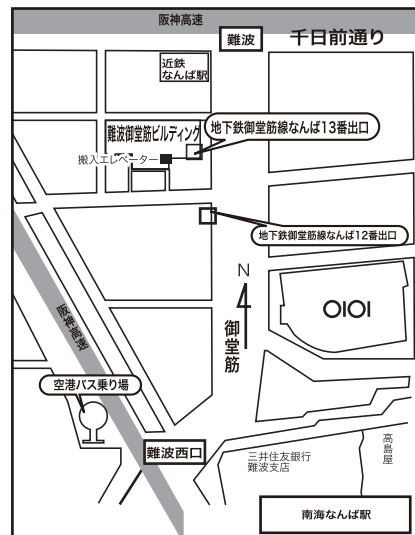 阪神高速
難波
千日前通り
近鉄
なんば駅
難波御堂筋ビルディング
地下鉄御堂筋線なんば13番出口
搬入エレベーター
地下鉄御堂筋線なんば12番出口
N
御堂筋
OIOI
阪神高速
空港バス乗り場
難波西口
三井住友銀行
難波支店
高島屋
南海なんば駅